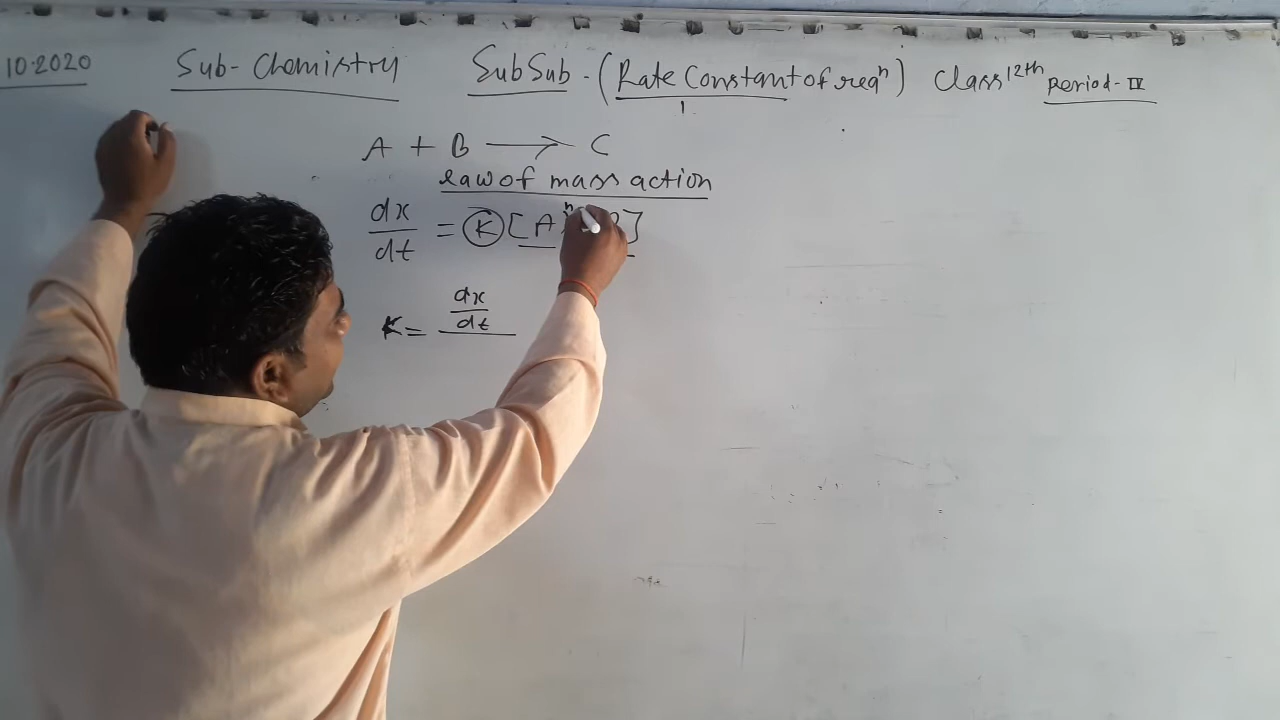 10.2020 Sub- Chemistry SubSub - (Rate Constant of reaⁿ) Class 12th Period - IV
A + B → C
law of mass action
dx/dt = K [A
K = dx/dt